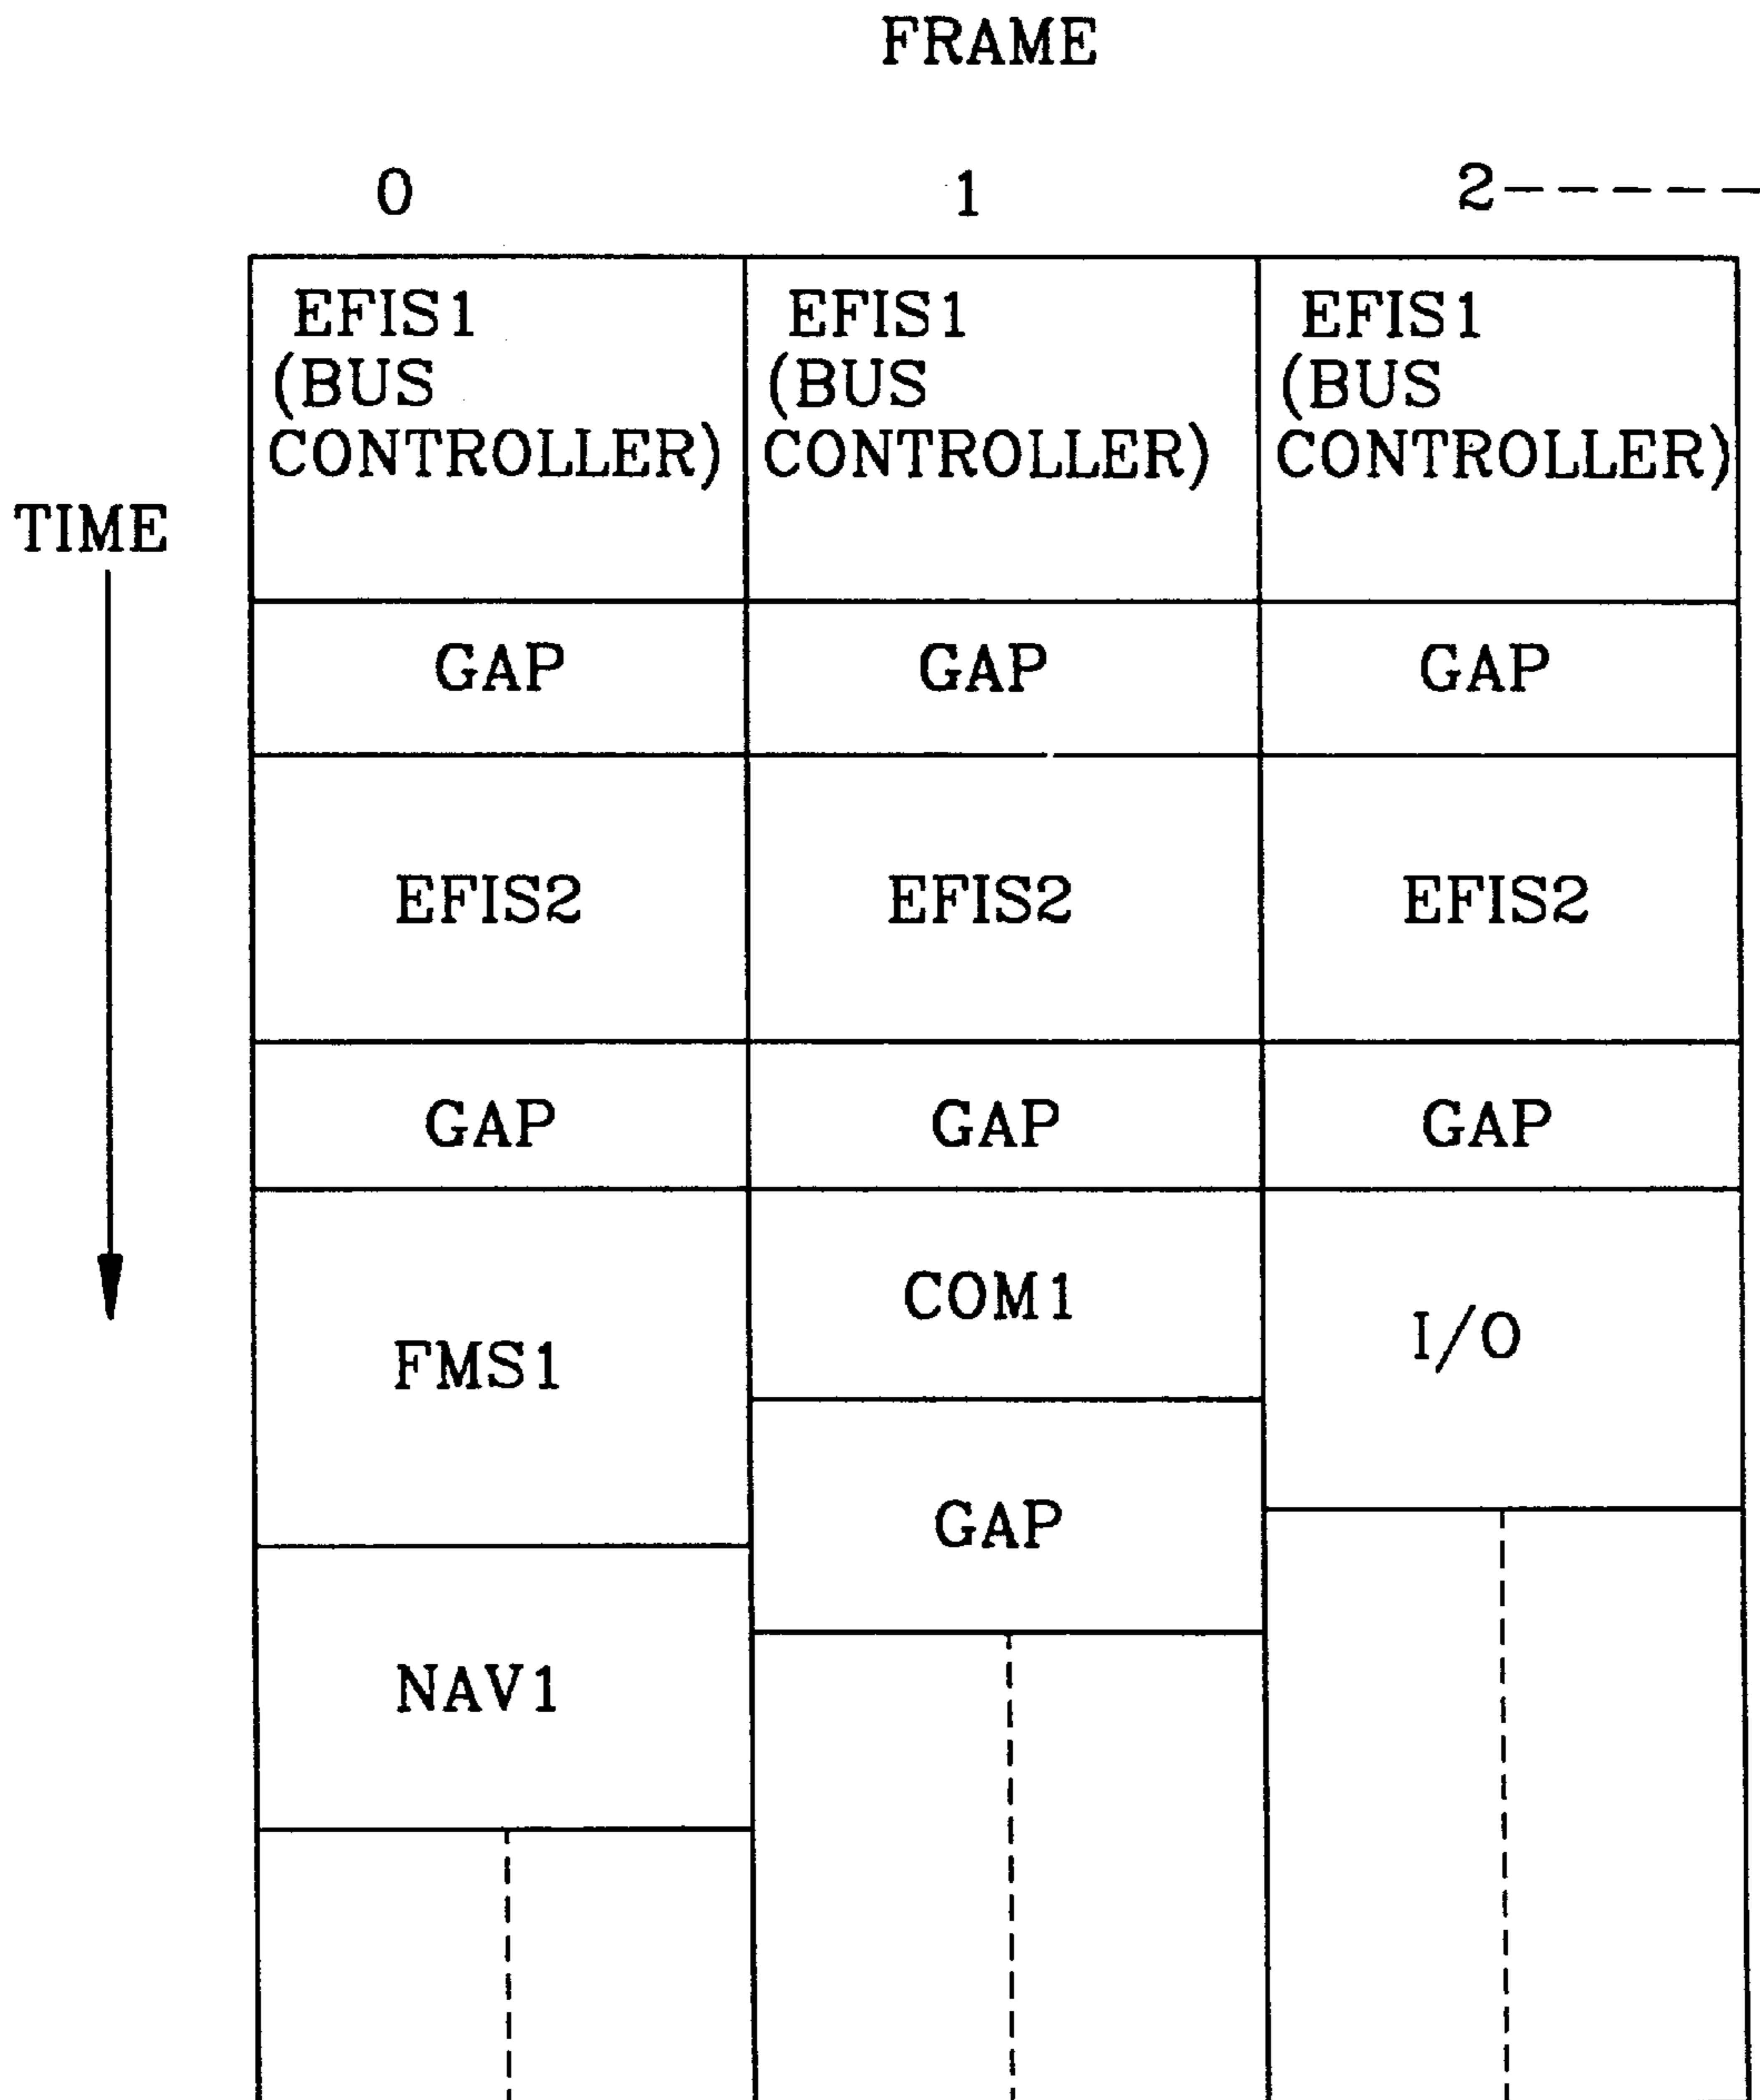 FRAME
0 1 2
EFIS1 EFIS1 EFIS1
(BUS (BUS (BUS
CONTROLLER) CONTROLLER) CONTROLLER)
TIME
GAP GAP GAP
EFIS2 EFIS2 EFIS2
GAP GAP GAP
COM1
I/O
FMS1
GAP
NAV1